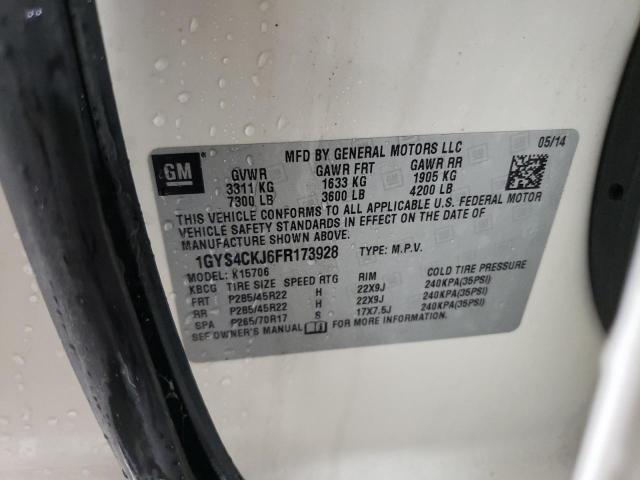 MFD BY GENERAL MOTORS LLC 05/14
GM GVWR GAWR FRT GAWR RR
3311 KG 1633 KG 1905 KG
7300 LB 3600 LB 4200 LB
THIS VEHICLE CONFORMS TO ALL APPLICABLE U.S. FEDERAL MOTOR
VEHICLE SAFETY STANDARDS IN EFFECT ON THE DATE OF
MANUFACTURE SHOWN ABOVE.
1GYS4CKJ6FR173928 TYPE: M.P.V.
MODEL: K15706
KBCG TIRE SIZE SPEED RTG RIM COLD TIRE PRESSURE
FRT P285/45R22 H 22X9J 240KPA(35PSI)
RR P285/45R22 H 22X9J 240KPA(35PSI)
SPA P265/70R17 S 17X7.5J 240KPA(35PSI)
SEE OWNER'S MANUAL FOR MORE INFORMATION.